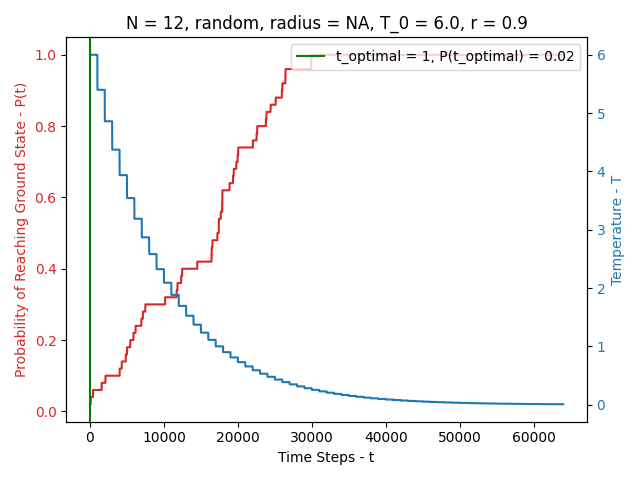 N = 12, random, radius = NA, T_0 = 6.0, r = 0.9
t_optimal = 1, P(t_optimal) = 0.02
Probability of Reaching Ground State - P(t)
1.0
0.8
0.6
0.4
0.2
0.0
6
5
4
3
2
1
0
Temperature - T
0 10000 20000 30000 40000 50000 60000
Time Steps - t